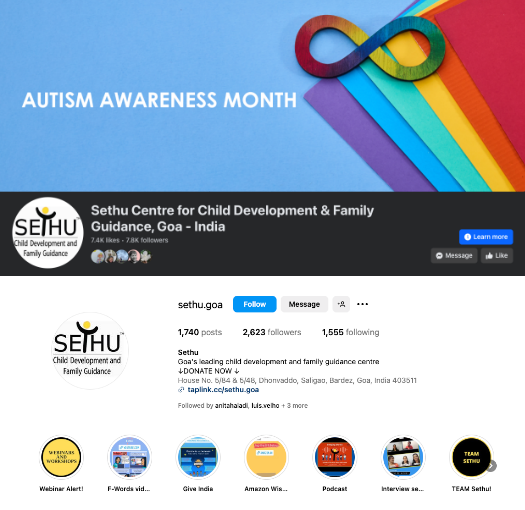 AUTISM AWARENESS MONTH
SETHU
Child Development and
Family Guidance
Sethu Centre for Child Development & Family
Guidance, Goa - India
7.4K likes • 7.8K followers
Learn more
Message
Like
sethu.goa
Follow
Message
1,740 posts
2,623 followers
1,555 following
SETHU
Child Development and
Family Guidance
Sethu
Goa's leading child development and family guidance centre
↓DONATE NOW ↓
House No. 5/84 & 5/48, Dhonvaddo, Saligao, Bardez, Goa, India 403511
taplink.cc/sethu.goa
Followed by anitahaladi, luis.velho + 3 more
WEBINARS
AND
WORKSHOPS
TEAM
SETHU
Webinar Alert!
F-Words vid...
Give India
Amazon Wis...
Podcast
Interview se...
TEAM Sethu!